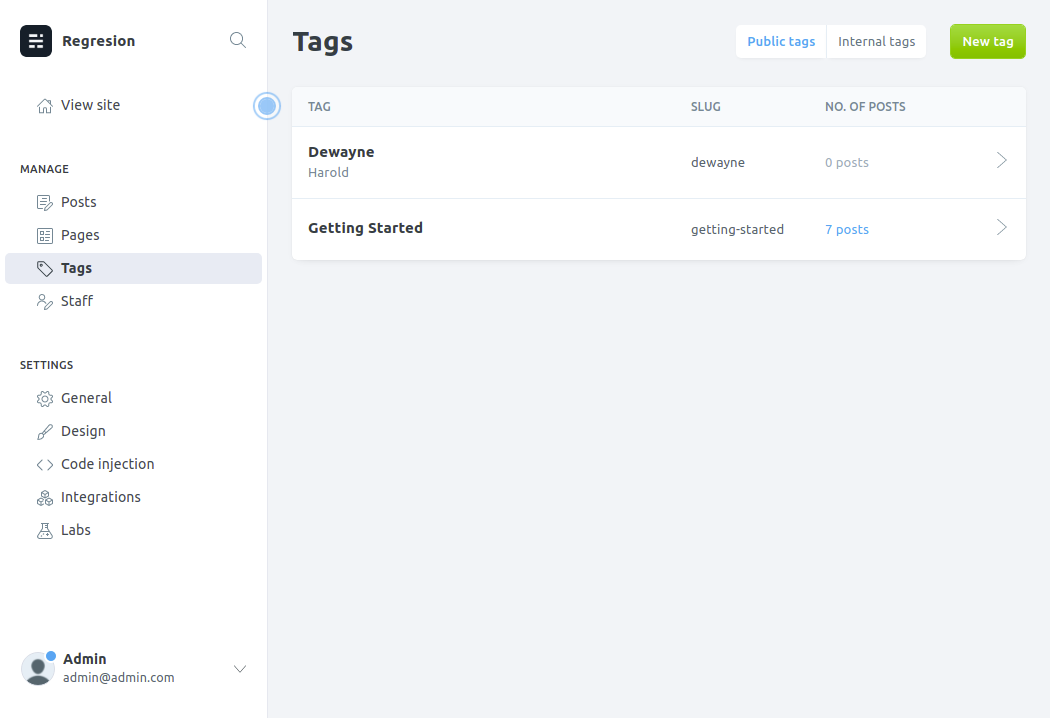 Regresion
View site
MANAGE
Posts
Pages
Tags
Staff
SETTINGS
General
Design
Code injection
Integrations
Labs
Admin
admin@admin.com
Tags
Public tags
Internal tags
New tag
TAG SLUG NO. OF POSTS
Dewayne
Harold
dewayne
0 posts
Getting Started
getting-started
7 posts